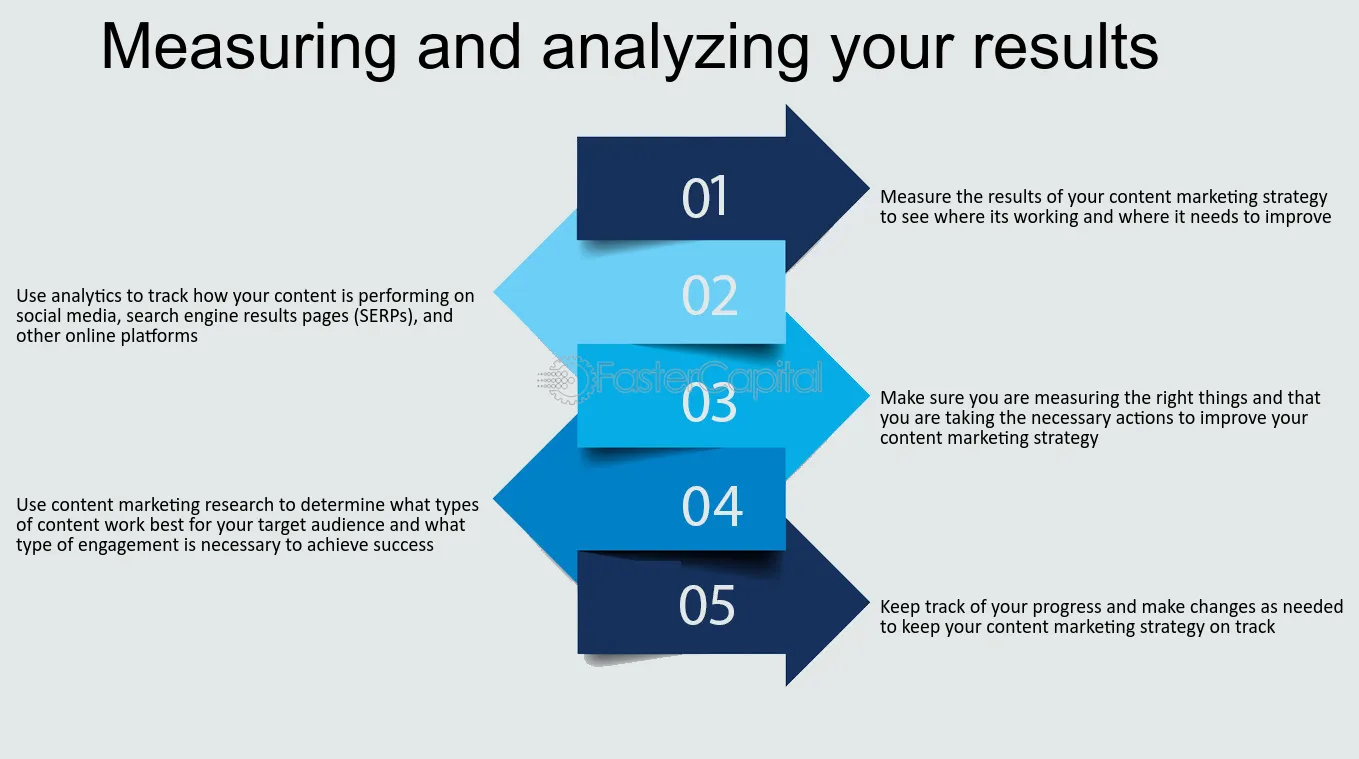 Measuring and analyzing your results
01
Measure the results of your content marketing strategy
to see where its working and where it needs to improve
02
Use analytics to track how your content is performing on
social media, search engine results pages (SERPs), and
other online platforms
FasterCapital
03
Make sure you are measuring the right things and that
you are taking the necessary actions to improve your
content marketing strategy
04
Use content marketing research to determine what types
of content work best for your target audience and what
type of engagement is necessary to achieve success
05
Keep track of your progress and make changes as needed
to keep your content marketing strategy on track